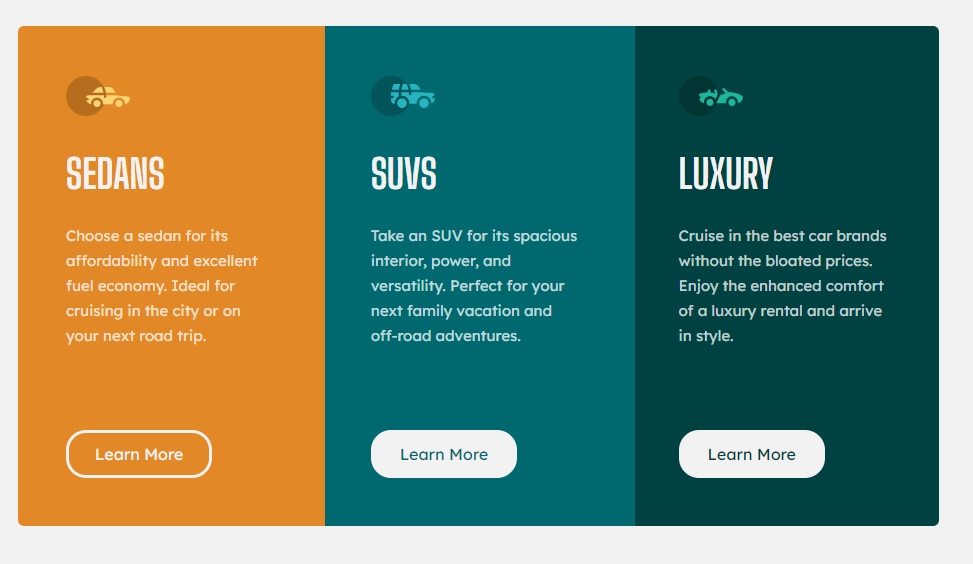 SEDANS
Choose a sedan for its
affordability and excellent
fuel economy. Ideal for
cruising in the city or on
your next road trip.
Learn More
SUVS
Take an SUV for its spacious
interior, power, and
versatility. Perfect for your
next family vacation and
off-road adventures.
Learn More
LUXURY
Cruise in the best car brands
without the bloated prices.
Enjoy the enhanced comfort
of a luxury rental and arrive
in style.
Learn More